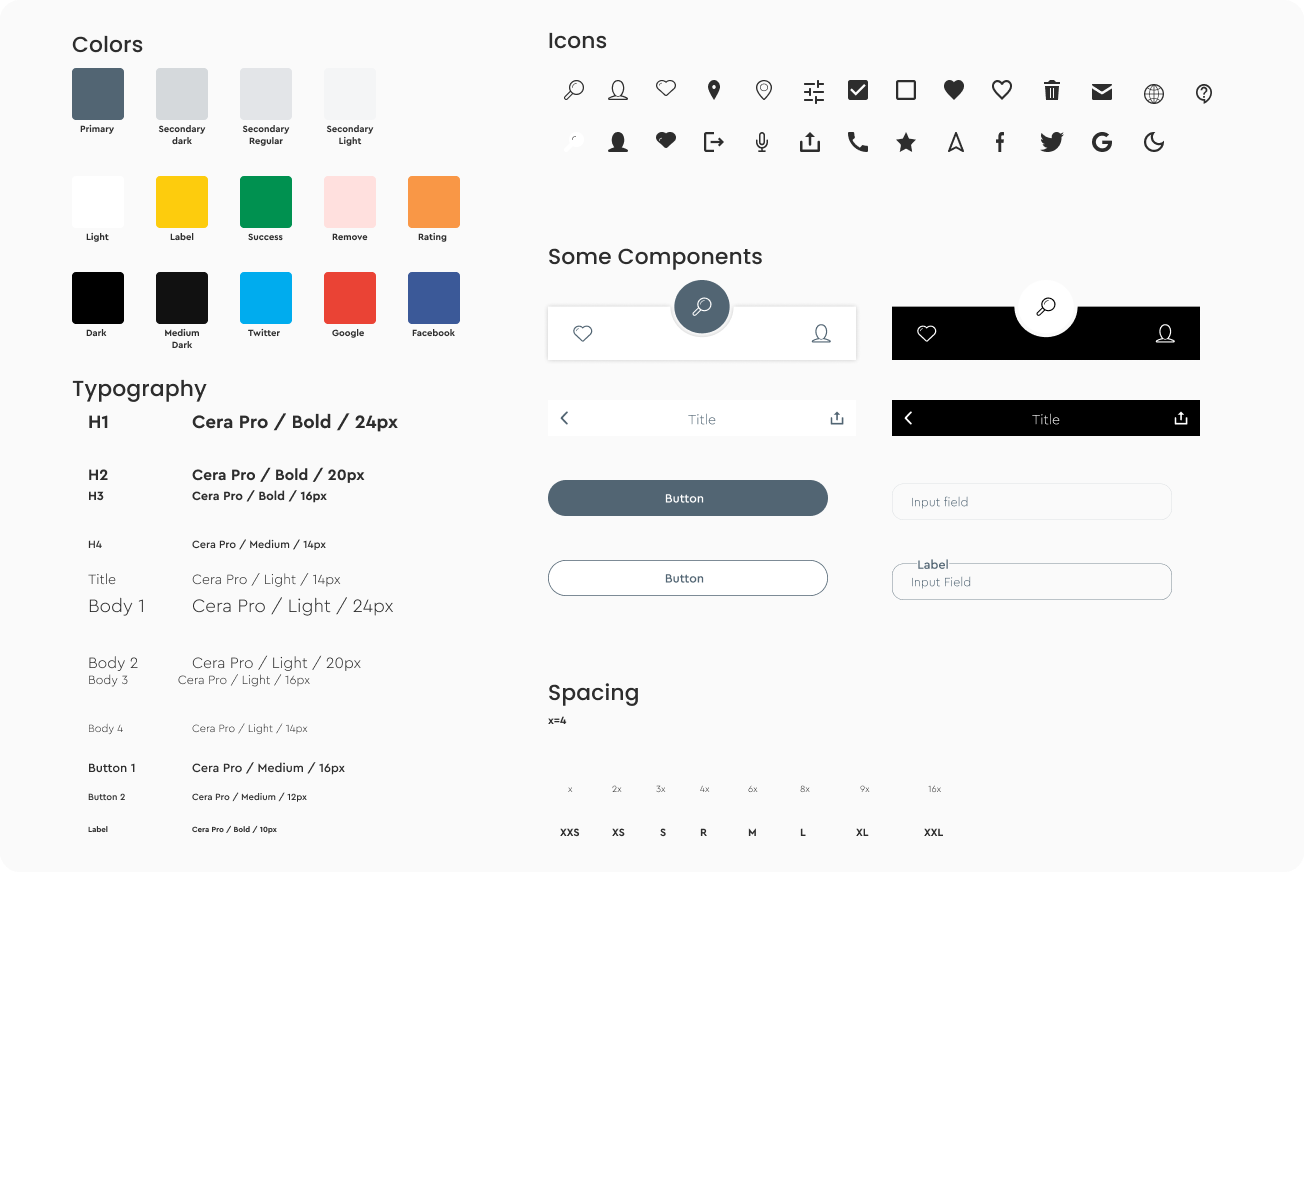 Colors
Primary
Secondary
dark
Secondary
Regular
Secondary
Light
Light
Label
Success
Remove
Rating
Dark
Medium
Dark
Twitter
Google
Facebook
Typography
H1 Cera Pro / Bold / 24px
H2 Cera Pro / Bold / 20px
H3 Cera Pro / Bold / 16px
H4 Cera Pro / Medium / 14px
Title Cera Pro / Light / 14px
Body 1 Cera Pro / Light / 24px
Body 2 Cera Pro / Light / 20px
Body 3 Cera Pro / Light / 16px
Body 4 Cera Pro / Light / 14px
Button 1 Cera Pro / Medium / 16px
Button 2 Cera Pro / Medium / 12px
Label Cera Pro / Bold / 10px
Icons
Some Components
Title
Title
Button
Input field
Button
Label
Input Field
Spacing
x=4
x 2x 3x 4x 6x 8x 9x 16x
XXS XS S R M L XL XXL